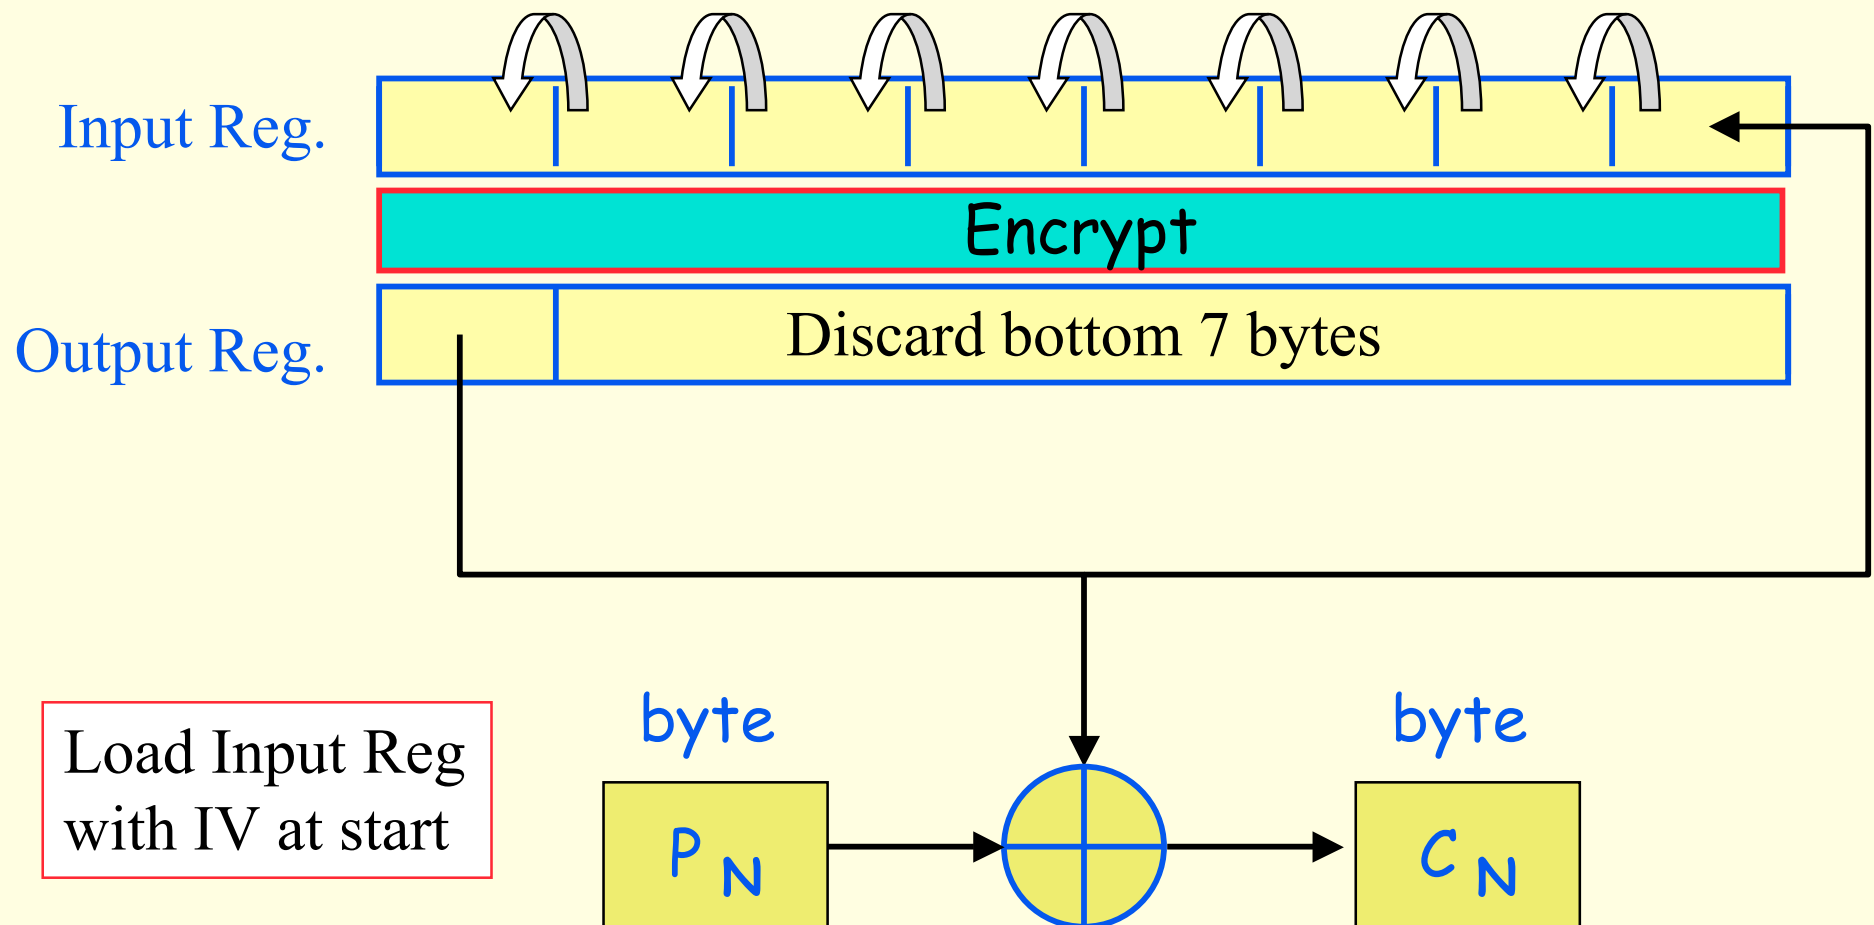 Input Reg.
Encrypt
Output Reg.
Discard bottom 7 bytes
byte
byte
Load Input Reg
with IV at start
P N
C N